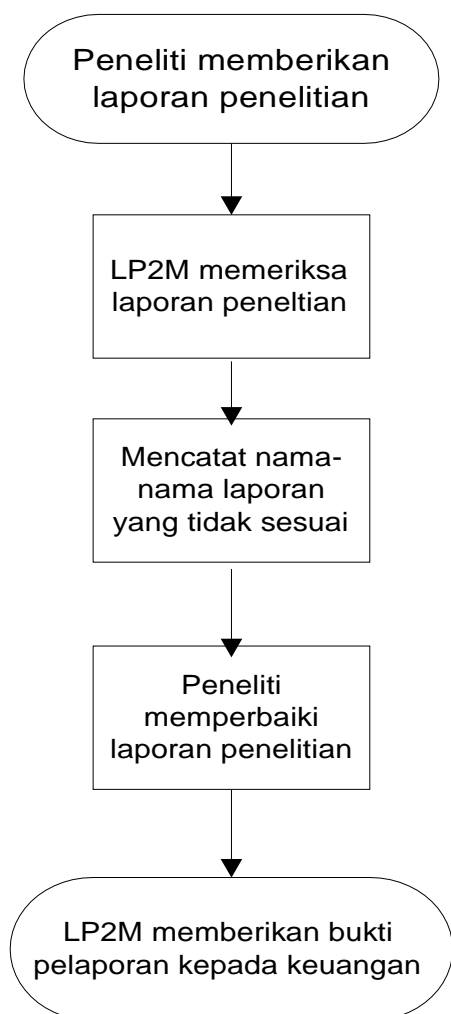 Peneliti memberikan
laporan penelitian
LP2M memeriksa
laporan peneltian
Mencatat nama-
nama laporan
yang tidak sesuai
Peneliti
memperbaiki
laporan penelitian
LP2M memberikan bukti
pelaporan kepada keuangan